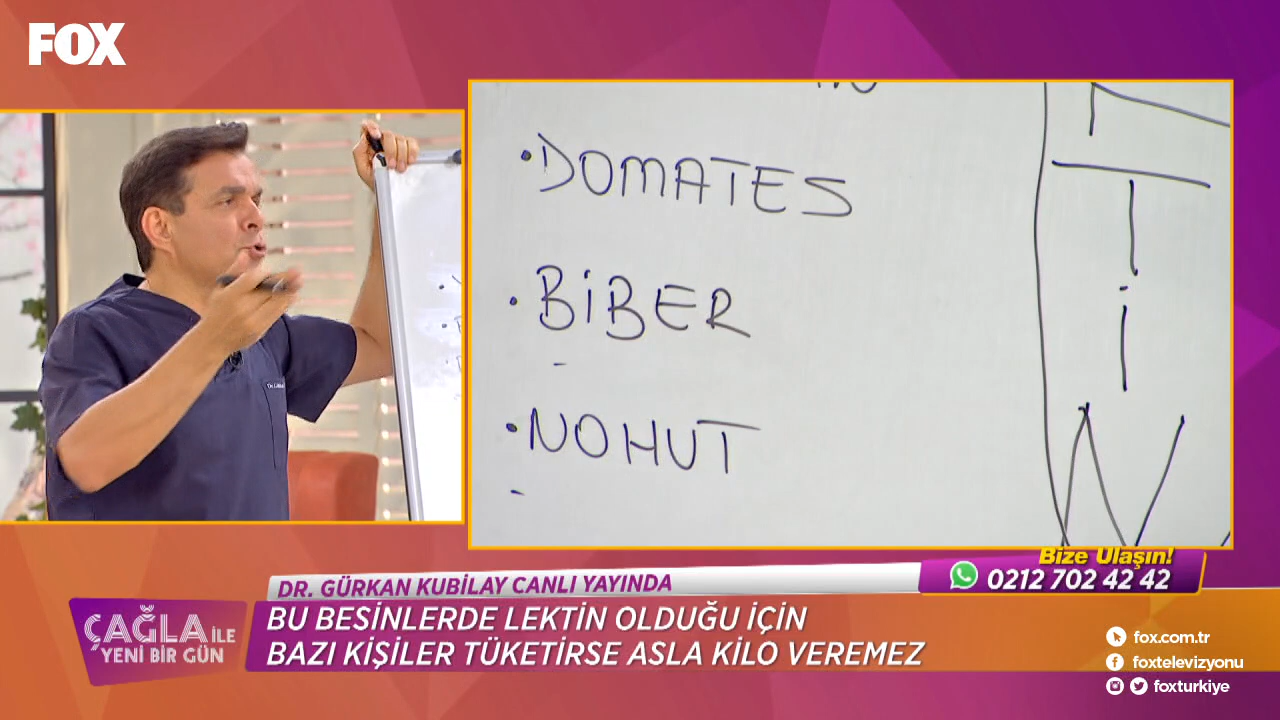 FOX
• DOMATES
• BİBER
• NOHUT
TİN
DR. GÜRKAN KUBİLAY CANLI YAYINDA
Bize Ulaşın!
0212 702 42 42
ÇAĞLA İLE
YENİ BİR GÜN
BU BESİNLERDE LEKTİN OLDUĞU İÇİN
BAZI KİŞİLER TÜKETİRSE ASLA KİLO VEREMEZ
fox.com.tr
foxtelevizyonu
foxturkiye